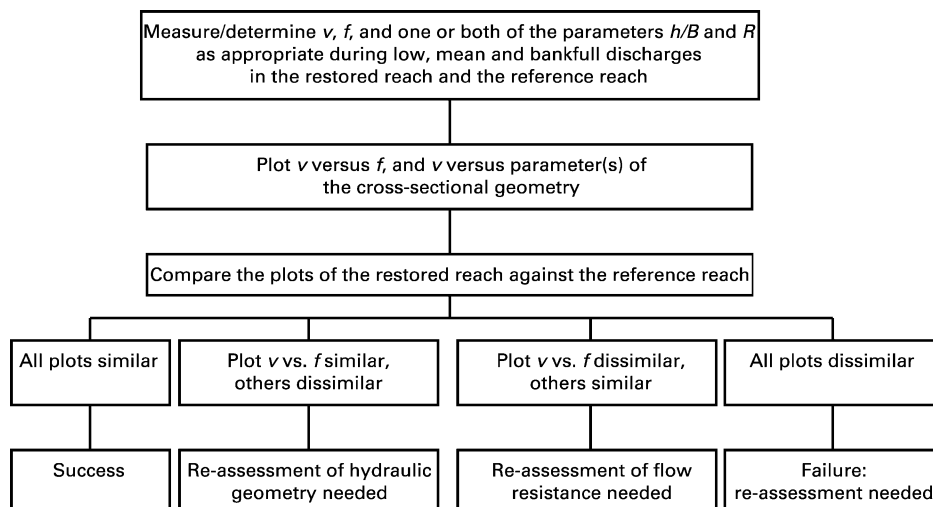 Measure/determine v, f, and one or both of the parameters h/B and R
as appropriate during low, mean and bankfull discharges
in the restored reach and the reference reach
Plot v versus f, and v versus parameter(s) of
the cross-sectional geometry
Compare the plots of the restored reach against the reference reach
All plots similar
Plot v vs. f similar,
others dissimilar
Plot v vs. f dissimilar,
others similar
All plots dissimilar
Success
Re-assessment of hydraulic
geometry needed
Re-assessment of flow
resistance needed
Failure:
re-assessment needed